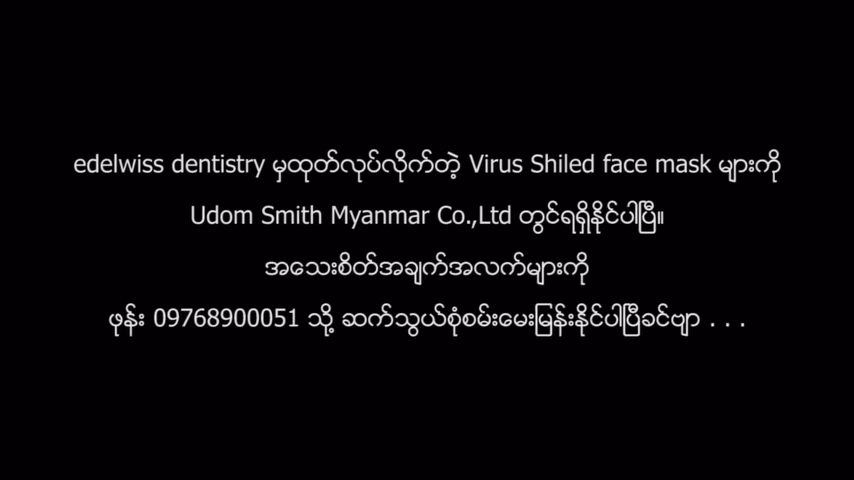 edelwiss dentistry မှထုတ်လုပ်လိုက်တဲ့ Virus Shiled face mask များကို
Udom Smith Myanmar Co.,Ltd တွင်ရရှိနိုင်ပါပြီ။
အသေးစိတ်အချက်အလက်များကို
ဖုန်း 09768900051 သို့ ဆက်သွယ်စုံစမ်းမေးမြန်းနိုင်ပါပြီခင်ဗျာ . . .